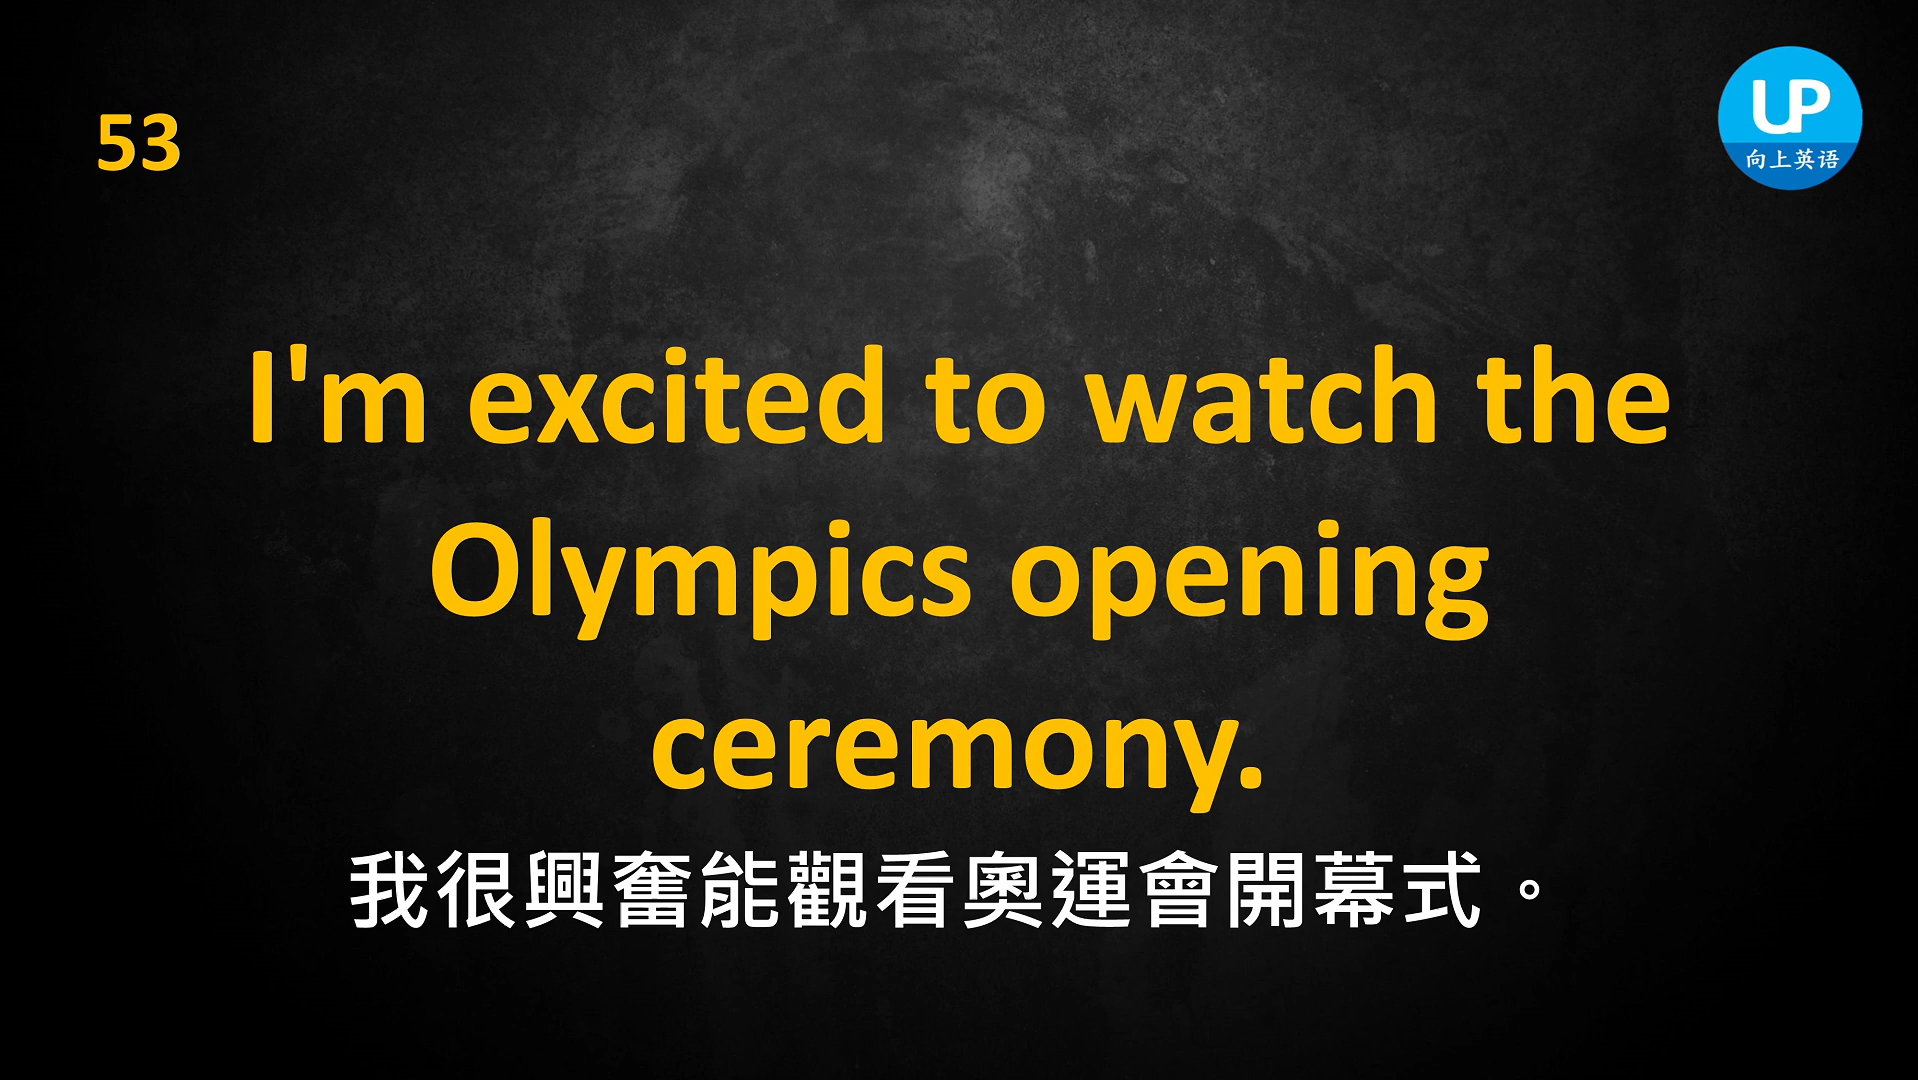 53
UP
向上英语
I'm excited to watch the
Olympics opening
ceremony.
我很興奮能觀看奧運會開幕式。